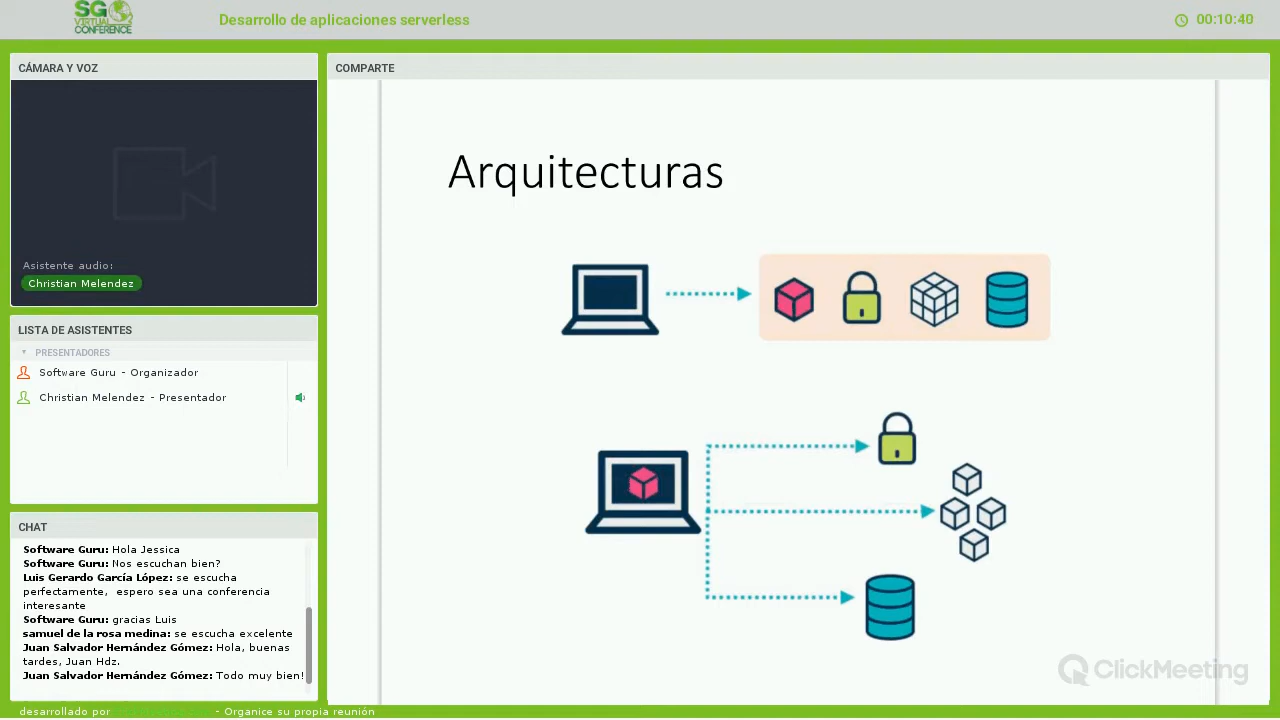 SG
VIRTUAL
CONFERENCE
Desarrollo de aplicaciones serverless
00:10:40
CÁMARA Y VOZ
Asistente audio:
Christian Melendez
LISTA DE ASISTENTES
PRESENTADORES
Software Guru - Organizador
Christian Melendez - Presentador
CHAT
Software Guru: Hola Jessica
Software Guru: Nos escuchan bien?
Luis Gerardo García López: se escucha
perfectamente, espero sea una conferencia
interesante
Software Guru: gracias Luis
samuel de la rosa medina: se escucha excelente
Juan Salvador Hernández Gómez: Hola, buenas
tardes, Juan Hdz.
Juan Salvador Hernández Gómez: Todo muy bien!
COMPARTE
Arquitecturas
ClickMeeting
desarrollado por - Organice su propia reunión